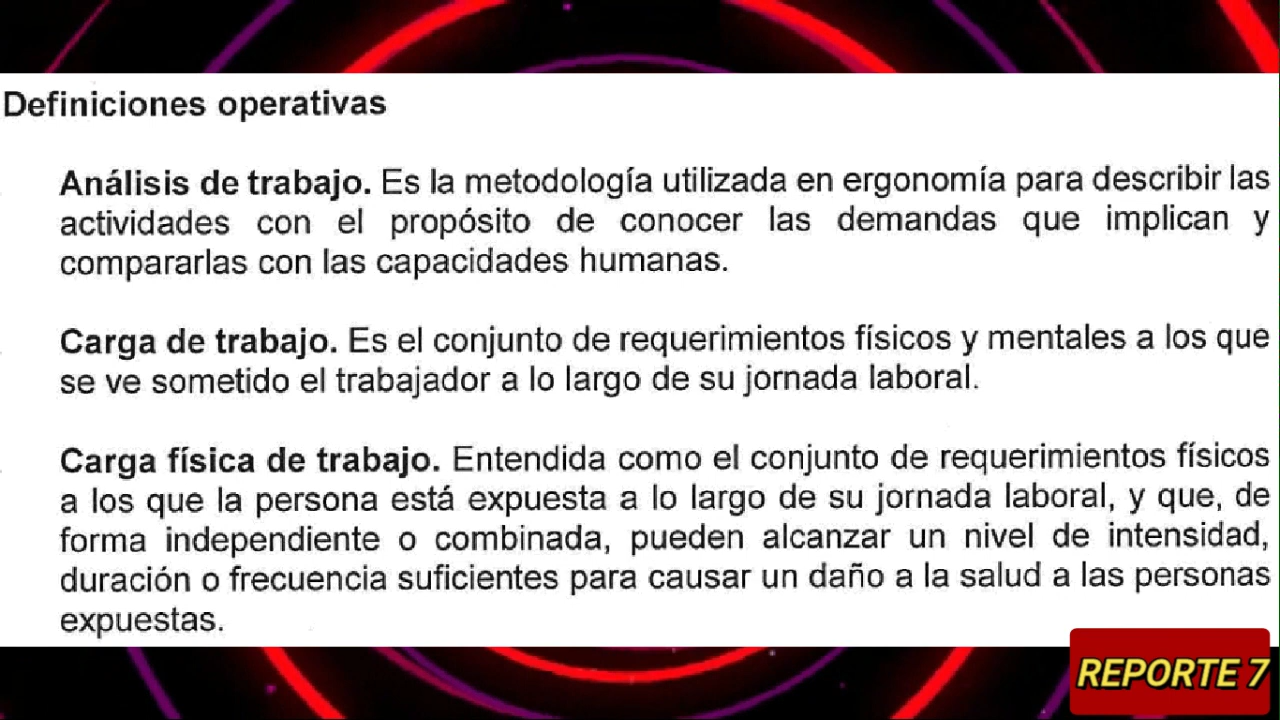 Definiciones operativas
Análisis de trabajo. Es la metodología utilizada en ergonomía para describir las
actividades con el propósito de conocer las demandas que implican y
compararlas con las capacidades humanas.
Carga de trabajo. Es el conjunto de requerimientos físicos y mentales a los que
se ve sometido el trabajador a lo largo de su jornada laboral.
Carga física de trabajo. Entendida como el conjunto de requerimientos físicos
a los que la persona está expuesta a lo largo de su jornada laboral, y que, de
forma independiente o combinada, pueden alcanzar un nivel de intensidad,
duración o frecuencia suficientes para causar un daño a la salud a las personas
expuestas.
REPORTE 7